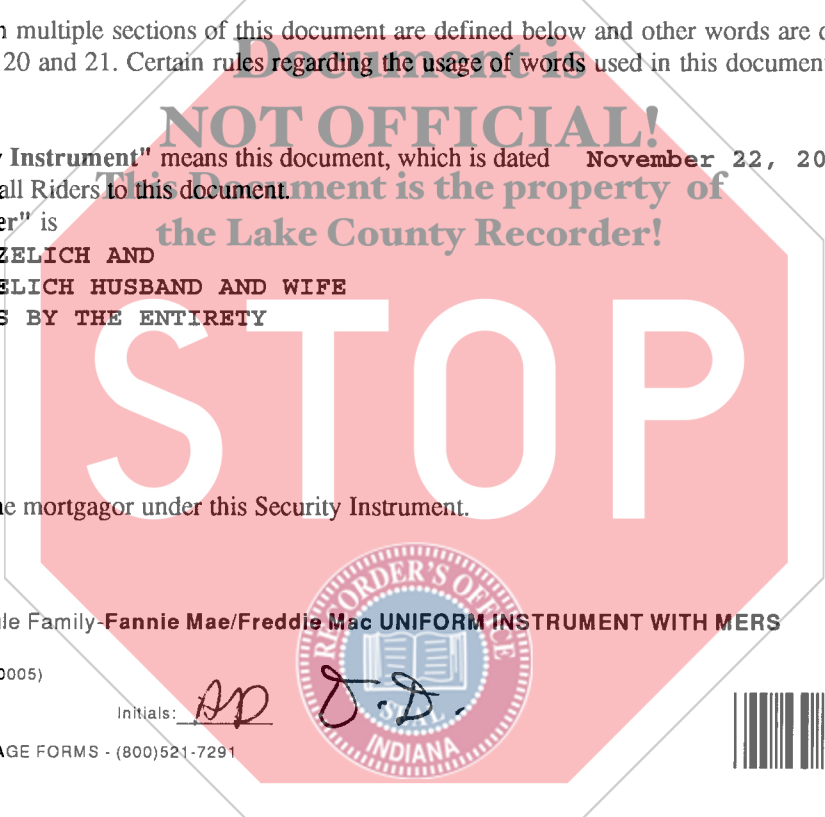 multiple sections of this document are defined below and other words are
20 and 21. Certain rules regarding the usage of words used in this document
Document is
NOT OFFICIAL!
Instrument" means this document, which is dated November 22, 20
all Riders to this document.
This Document is the property of
er" is
the Lake County Recorder!
ZELICH AND
ELICH HUSBAND AND WIFE
S BY THE ENTIRETY
STOP
e mortgagor under this Security Instrument.
RECORDER'S OFFICE
le Family-Fannie Mae/Freddie Mac UNIFORM INSTRUMENT WITH MERS
0005)
Initials: AD D.D.
SEAL
INDIANA
AGE FORMS - (800)521-7291